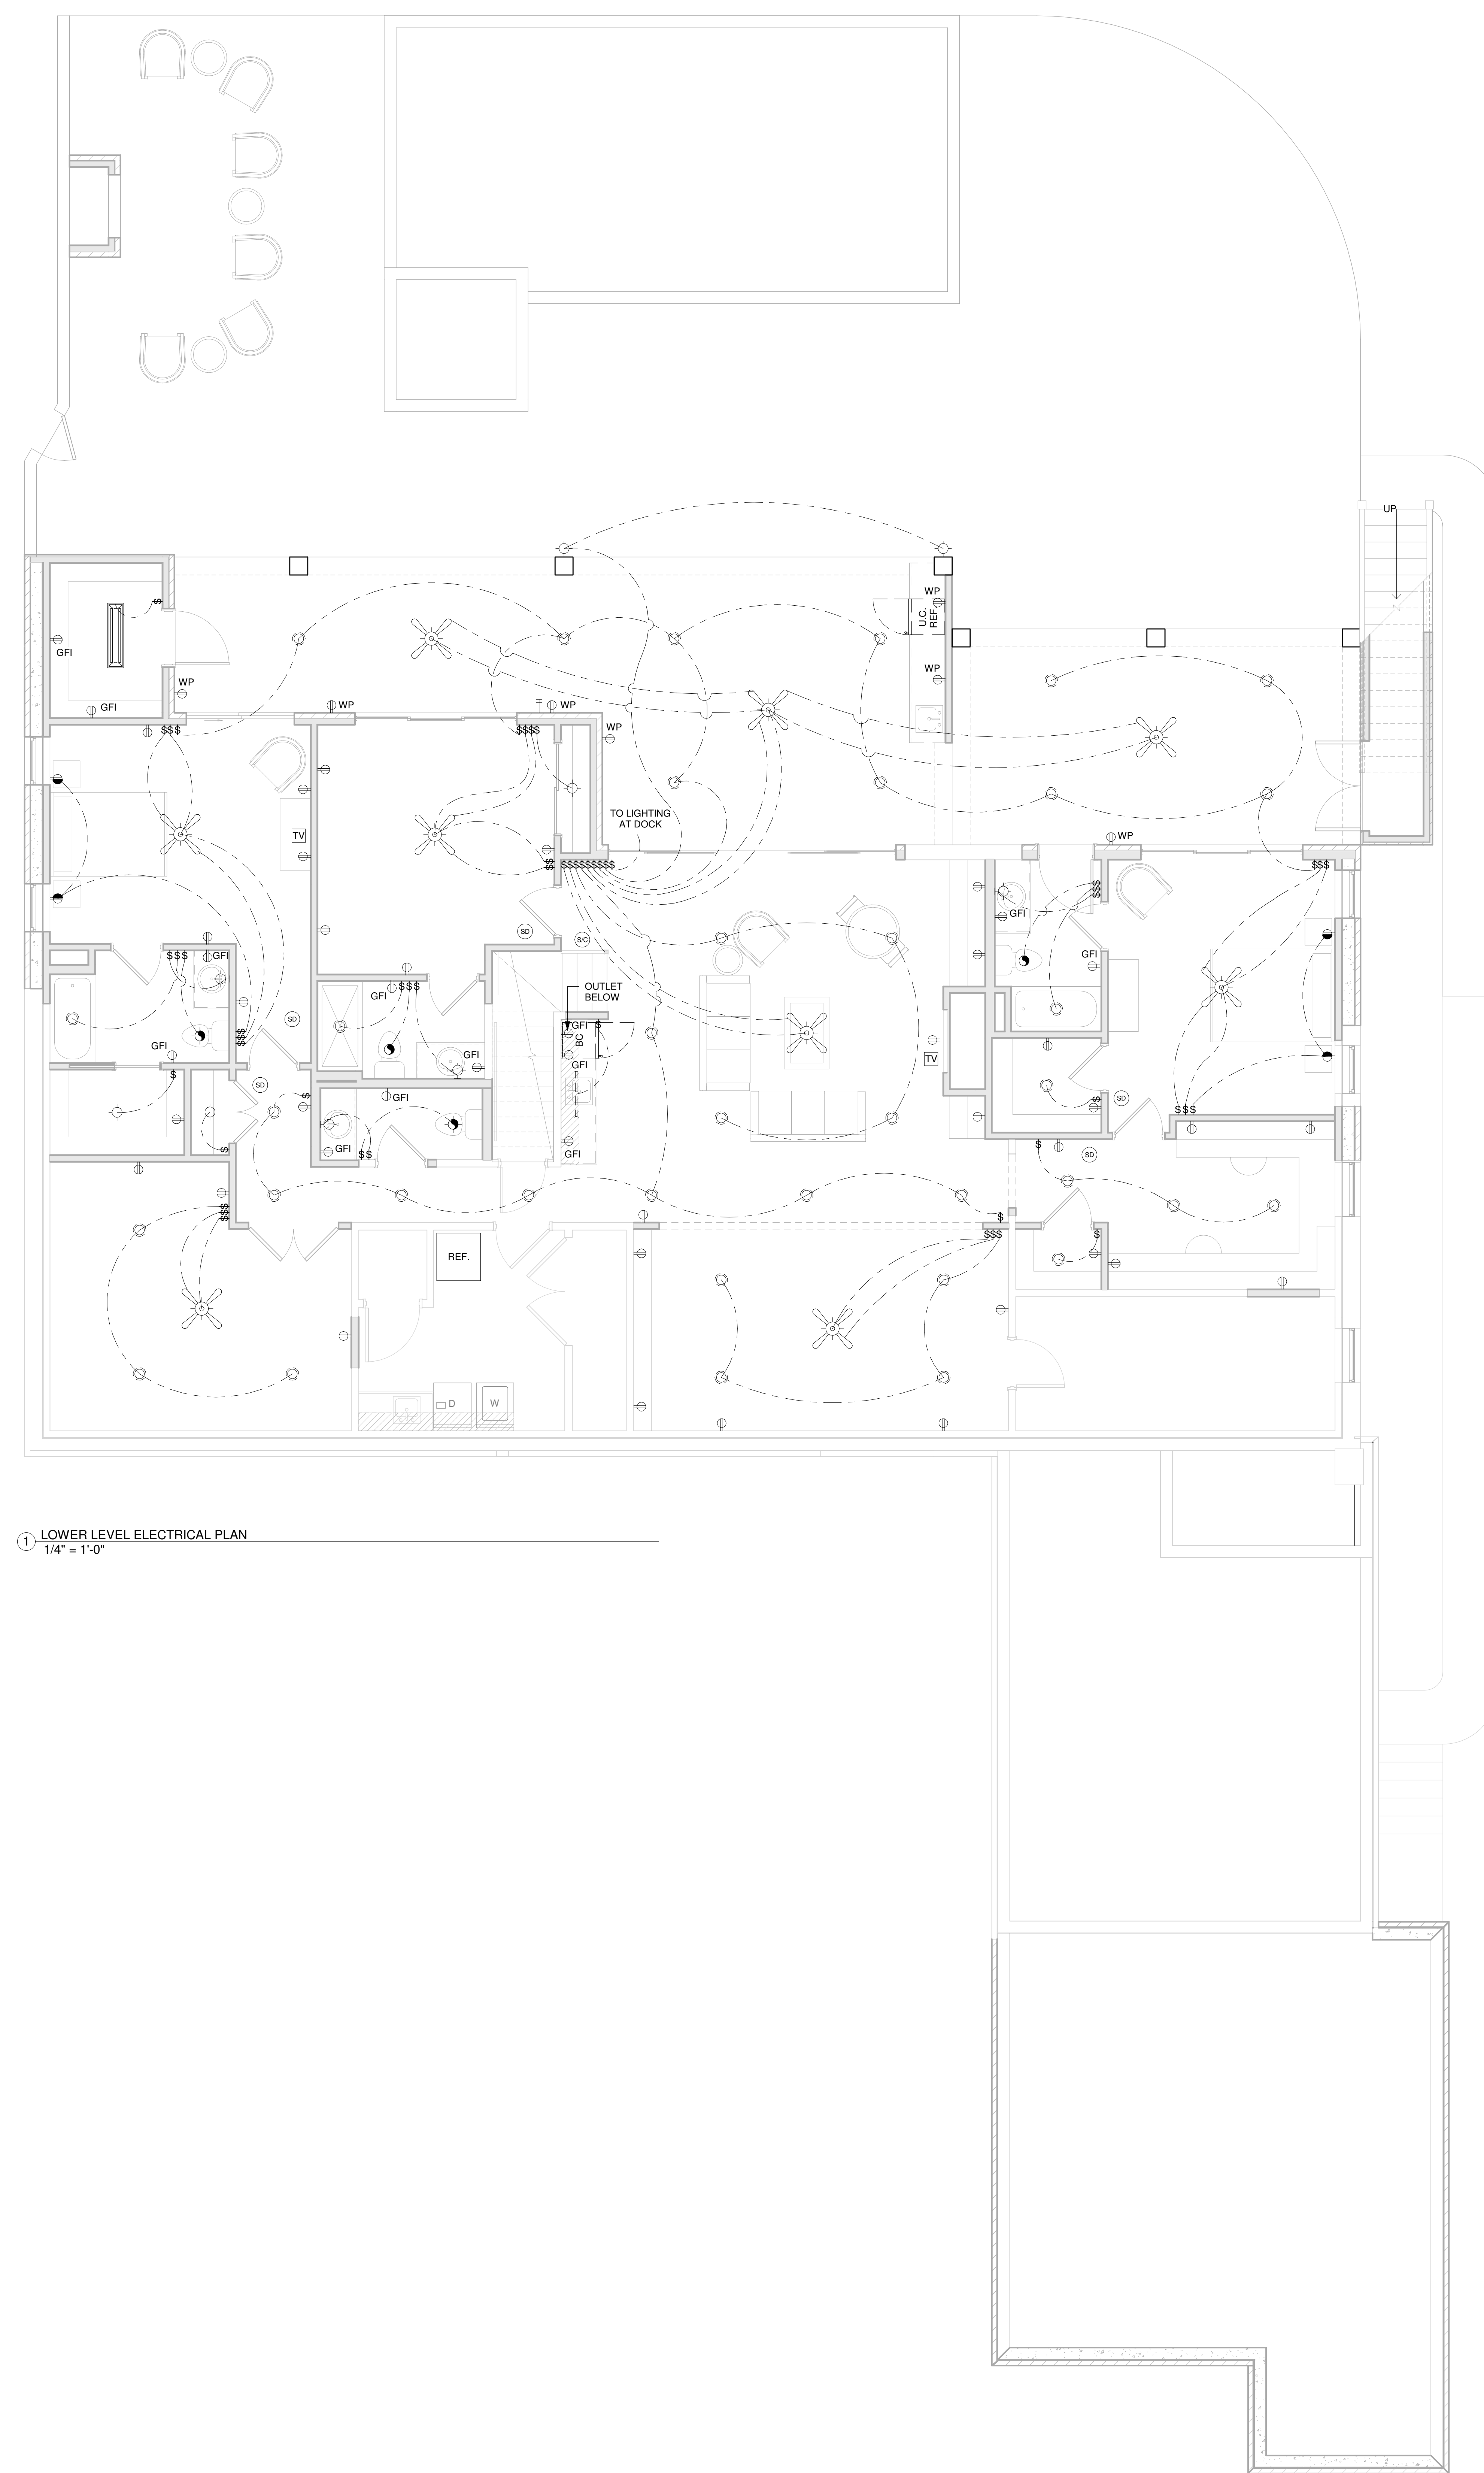 UP
WP
U.C.
REF.
$
GFI
WP
WP
GFI
WP
WP
WP
$$$
$$$$
TO LIGHTING
AT DOCK
TV
WP
$$
$$$$$$$$$
$$$
$$$
GFI
SD
S/C
$$$
GFI
GFI
GFI
$$$
OUTLET
BELOW
SD
GFI
$
BC
$$$
GFI
GFI
TV
GFI
$
SD
$
GFI
$
SD
$$$
$
GFI
$$
GFI
$
SD
$$$
$
$$$
$
REF.
D
W
1
LOWER LEVEL ELECTRICAL PLAN
1/4" = 1'-0"